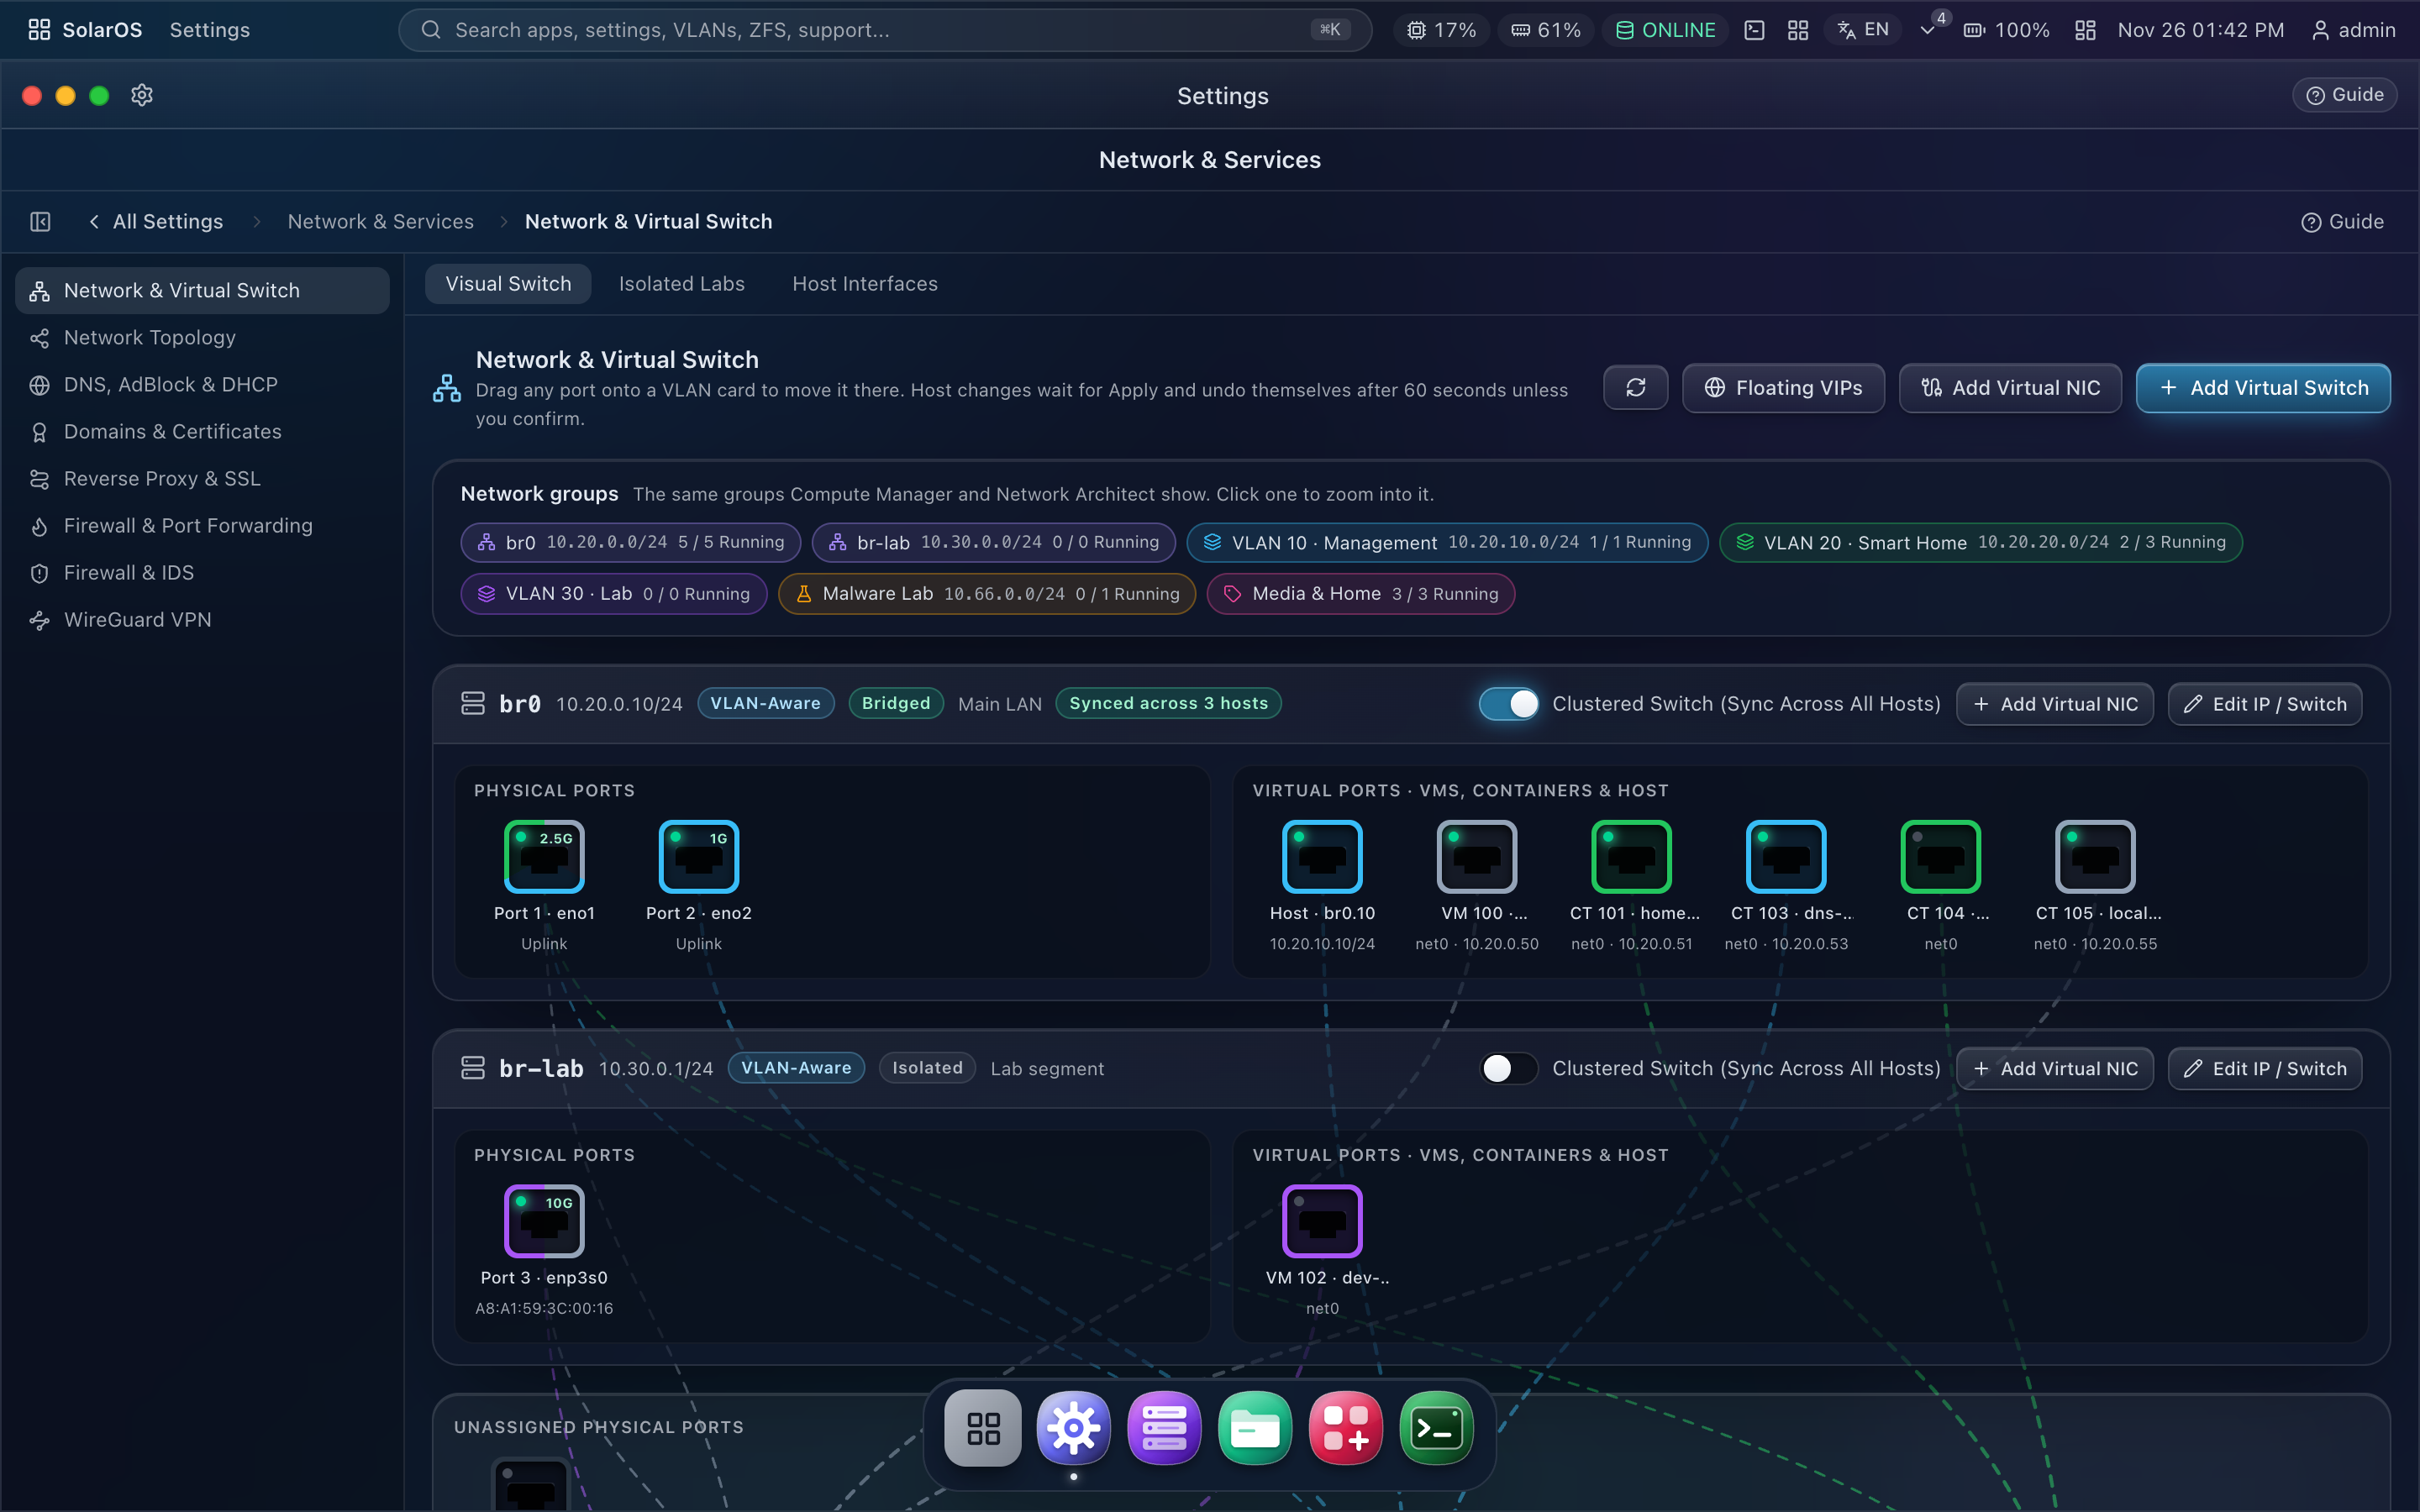 SolarOS Settings Search apps, settings, VLANs, ZFS, support... ⌘K 17% 61% ONLINE EN 4 100% Nov 26 01:42 PM admin
Settings Guide
Network & Services
All Settings Network & Services Network & Virtual Switch Guide
Network & Virtual Switch
Network Topology
DNS, AdBlock & DHCP
Domains & Certificates
Reverse Proxy & SSL
Firewall & Port Forwarding
Firewall & IDS
WireGuard VPN
Visual Switch Isolated Labs Host Interfaces
Network & Virtual Switch
Drag any port onto a VLAN card to move it there. Host changes wait for Apply and undo themselves after 60 seconds unless
you confirm.
Floating VIPs Add Virtual NIC Add Virtual Switch
Network groups The same groups Compute Manager and Network Architect show. Click one to zoom into it.
br0 10.20.0.0/24 5 / 5 Running br-lab 10.30.0.0/24 0 / 0 Running VLAN 10 · Management 10.20.10.0/24 1 / 1 Running VLAN 20 · Smart Home 10.20.20.0/24 2 / 3 Running
VLAN 30 · Lab 0 / 0 Running Malware Lab 10.66.0.0/24 0 / 1 Running Media & Home 3 / 3 Running
br0 10.20.0.10/24 VLAN-Aware Bridged Main LAN Synced across 3 hosts Clustered Switch (Sync Across All Hosts) Add Virtual NIC Edit IP / Switch
PHYSICAL PORTS
2.5G 1G
Port 1 · eno1 Port 2 · eno2
Uplink Uplink
VIRTUAL PORTS · VMS, CONTAINERS & HOST
Host · br0.10 VM 100 ·... CT 101 · home... CT 103 · dns-... CT 104 ·... CT 105 · local...
10.20.10.10/24 net0 · 10.20.0.50 net0 · 10.20.0.51 net0 · 10.20.0.53 net0 net0 · 10.20.0.55
br-lab 10.30.0.1/24 VLAN-Aware Isolated Lab segment Clustered Switch (Sync Across All Hosts) Add Virtual NIC Edit IP / Switch
PHYSICAL PORTS
10G
Port 3 · enp3s0
A8:A1:59:3C:00:16
VIRTUAL PORTS · VMS, CONTAINERS & HOST
VM 102 · dev-...
net0
UNASSIGNED PHYSICAL PORTS